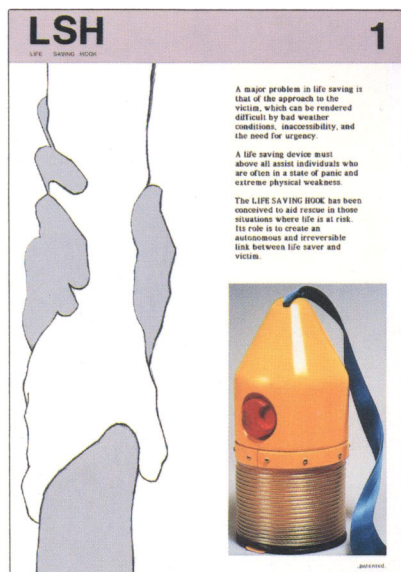 LSH
LIFE SAVING HOOK
1
A major problem in life saving is
that of the approach to the
victim, which can be rendered
difficult by bad weather
conditions, inaccessibility, and
the need for urgency.
A life saving device must
above all assist individuals who
are often in a state of panic and
extreme physical weakness.
The LIFE SAVING HOOK has been
conceived to aid rescue in those
situations where life is at risk.
Its role is to create an
autonomous and irreversible
link between life saver and
victim.
.patented.